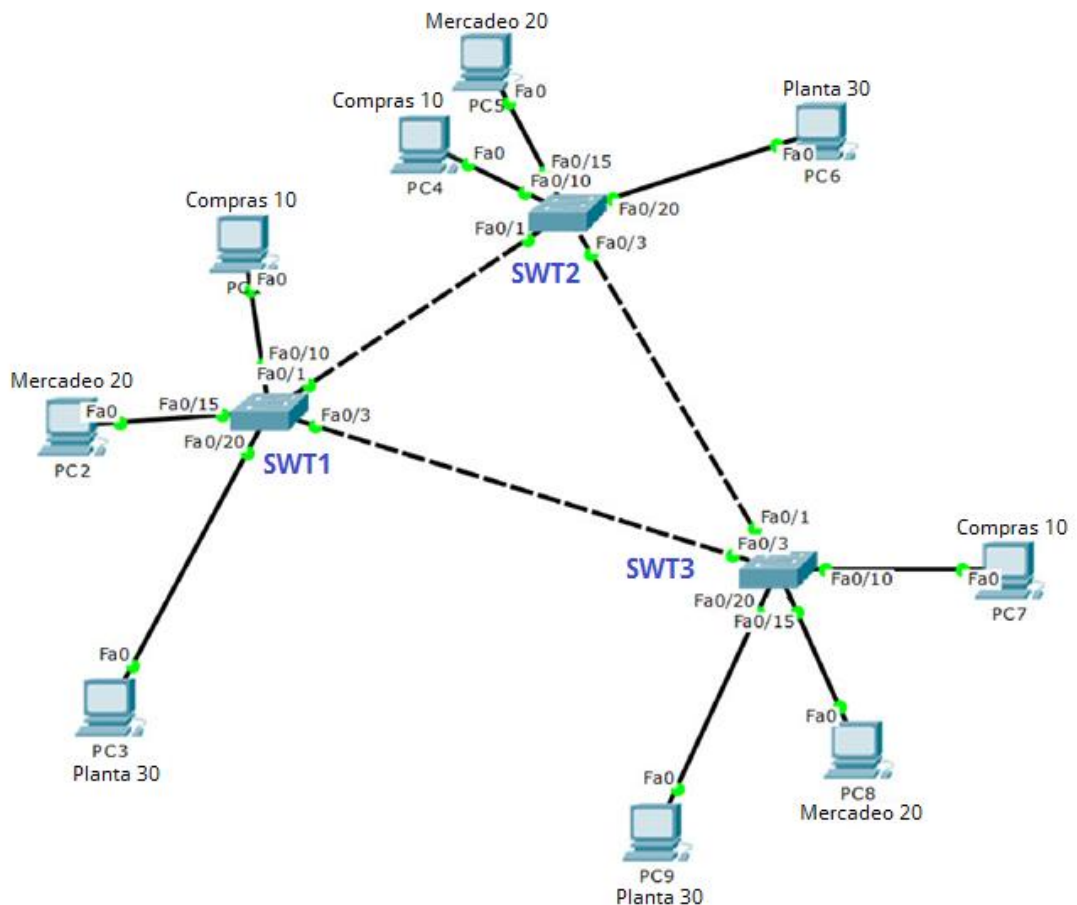 Mercadeo 20
Fa0
PC5
Compras 10
Fa0
PC4
Planta 30
Fa0
PC6
Fa0/15
Fa0/10
Fa0/20
Fa0/1
Fa0/3
SWT2
Compras 10
Fa0
Fa0/10
Fa0/1
Mercadeo 20
Fa0
PC2
Fa0/15
Fa0/20
Fa0/3
SWT1
Fa0
PC3
Planta 30
Fa0/1
Fa0/3
SWT3
Fa0/20
Fa0/15
Fa0/10
Compras 10
Fa0
PC7
Fa0
PC8
Mercadeo 20
Fa0
PC9
Planta 30